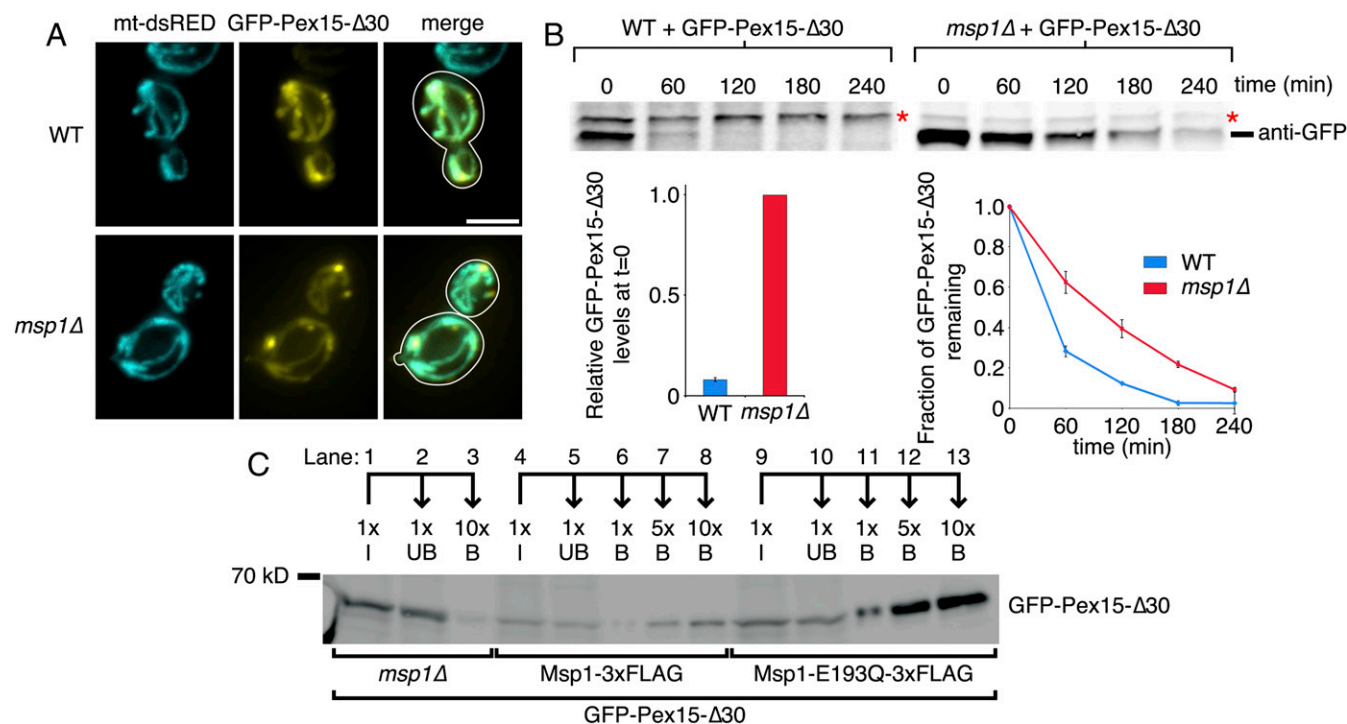 A
mt-dsRED GFP-Pex15-Δ30 merge
WT
msp1Δ
B
WT + GFP-Pex15-Δ30
msp1Δ + GFP-Pex15-Δ30
0 60 120 180 240
0 60 120 180 240 time (min)
*
*
anti-GFP
Relative GFP-Pex15-Δ30
levels at t=0
1.0
0.5
0
WT msp1Δ
Fraction of GFP-Pex15-Δ30
remaining
1.0
0.8
0.6
0.4
0.2
0
0 60 120 180 240
time (min)
WT
msp1Δ
C
Lane: 1 2 3 4 5 6 7 8 9 10 11 12 13
1x 1x 10x 1x 1x 1x 5x 10x 1x 1x 1x 5x 10x
I UB B I UB B B B I UB B B B
70 kD
GFP-Pex15-Δ30
msp1Δ Msp1-3xFLAG Msp1-E193Q-3xFLAG
GFP-Pex15-Δ30